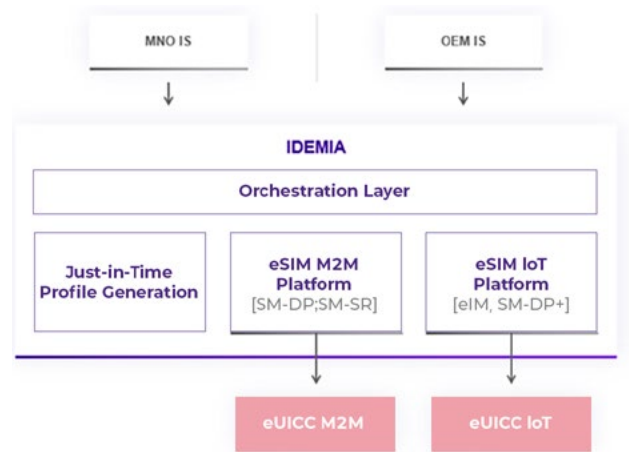 MNO IS
OEM IS
IDEMIA
Orchestration Layer
Just-in-Time
Profile Generation
eSIM M2M
Platform
[SM-DP;SM-SR]
eSIM IoT
Platform
[eIM, SM-DP+]
eUICC M2M
eUICC IoT